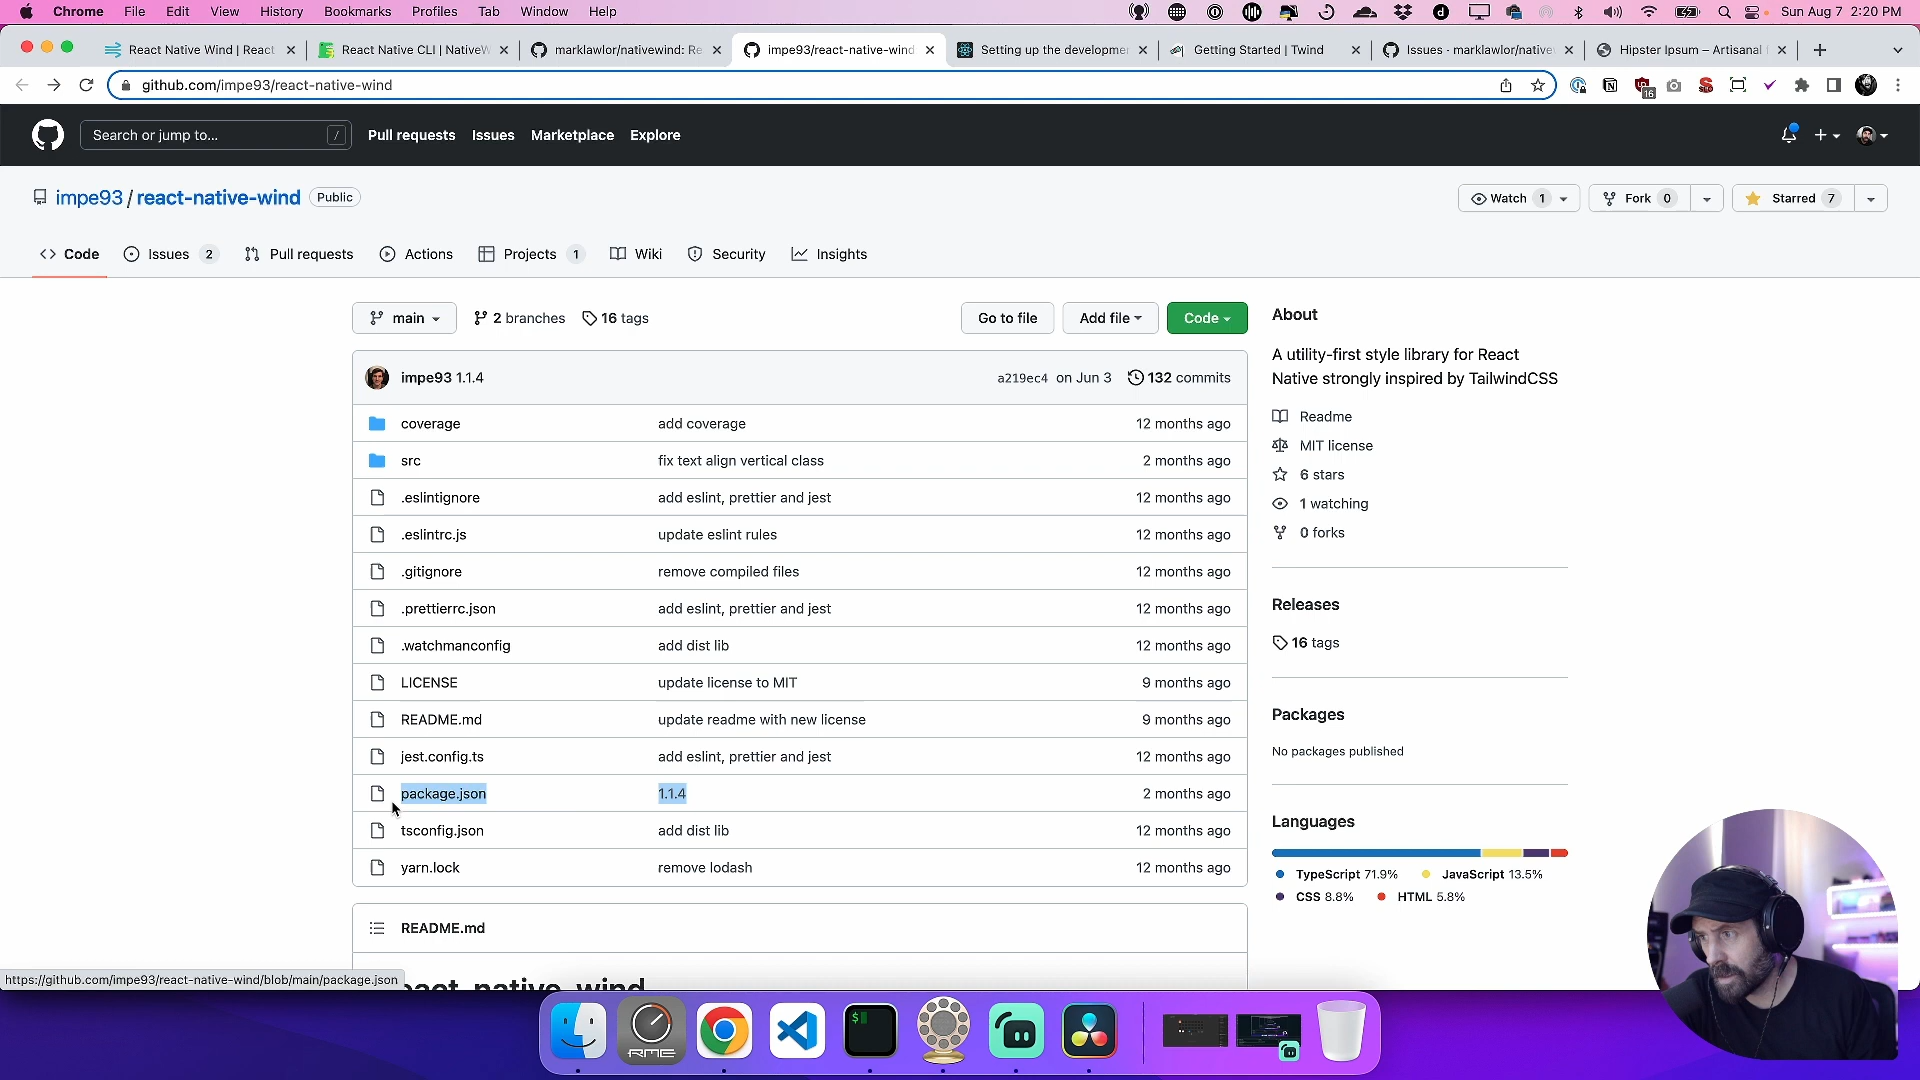 Chrome File Edit View History Bookmarks Profiles Tab Window Help Sun Aug 7 2:20 PM
React Native Wind | React React Native CLI | NativeW marklawlor/nativewind: Re impe93/react-native-wind Setting up the developmen Getting Started | Twind Issues · marklawlor/native Hipster Ipsum – Artisanal
github.com/impe93/react-native-wind 16
Search or jump to... / Pull requests Issues Marketplace Explore
impe93 / react-native-wind Public Watch 1 Fork 0 Starred 7
Code Issues 2 Pull requests Actions Projects 1 Wiki Security Insights
main 2 branches 16 tags Go to file Add file Code
impe93 1.1.4 a219ec4 on Jun 3 132 commits
coverage add coverage 12 months ago
src fix text align vertical class 2 months ago
.eslintignore add eslint, prettier and jest 12 months ago
.eslintrc.js update eslint rules 12 months ago
.gitignore remove compiled files 12 months ago
.prettierrc.json add eslint, prettier and jest 12 months ago
.watchmanconfig add dist lib 12 months ago
LICENSE update license to MIT 9 months ago
README.md update readme with new license 9 months ago
jest.config.ts add eslint, prettier and jest 12 months ago
package.json 1.1.4 2 months ago
tsconfig.json add dist lib 12 months ago
yarn.lock remove lodash 12 months ago
README.md
react-native-wind
About
A utility-first style library for React
Native strongly inspired by TailwindCSS
Readme
MIT license
6 stars
1 watching
0 forks
Releases
16 tags
Packages
No packages published
Languages
TypeScript 71.9% JavaScript 13.5%
CSS 8.8% HTML 5.8%
https://github.com/impe93/react-native-wind/blob/main/package.json
RME
$